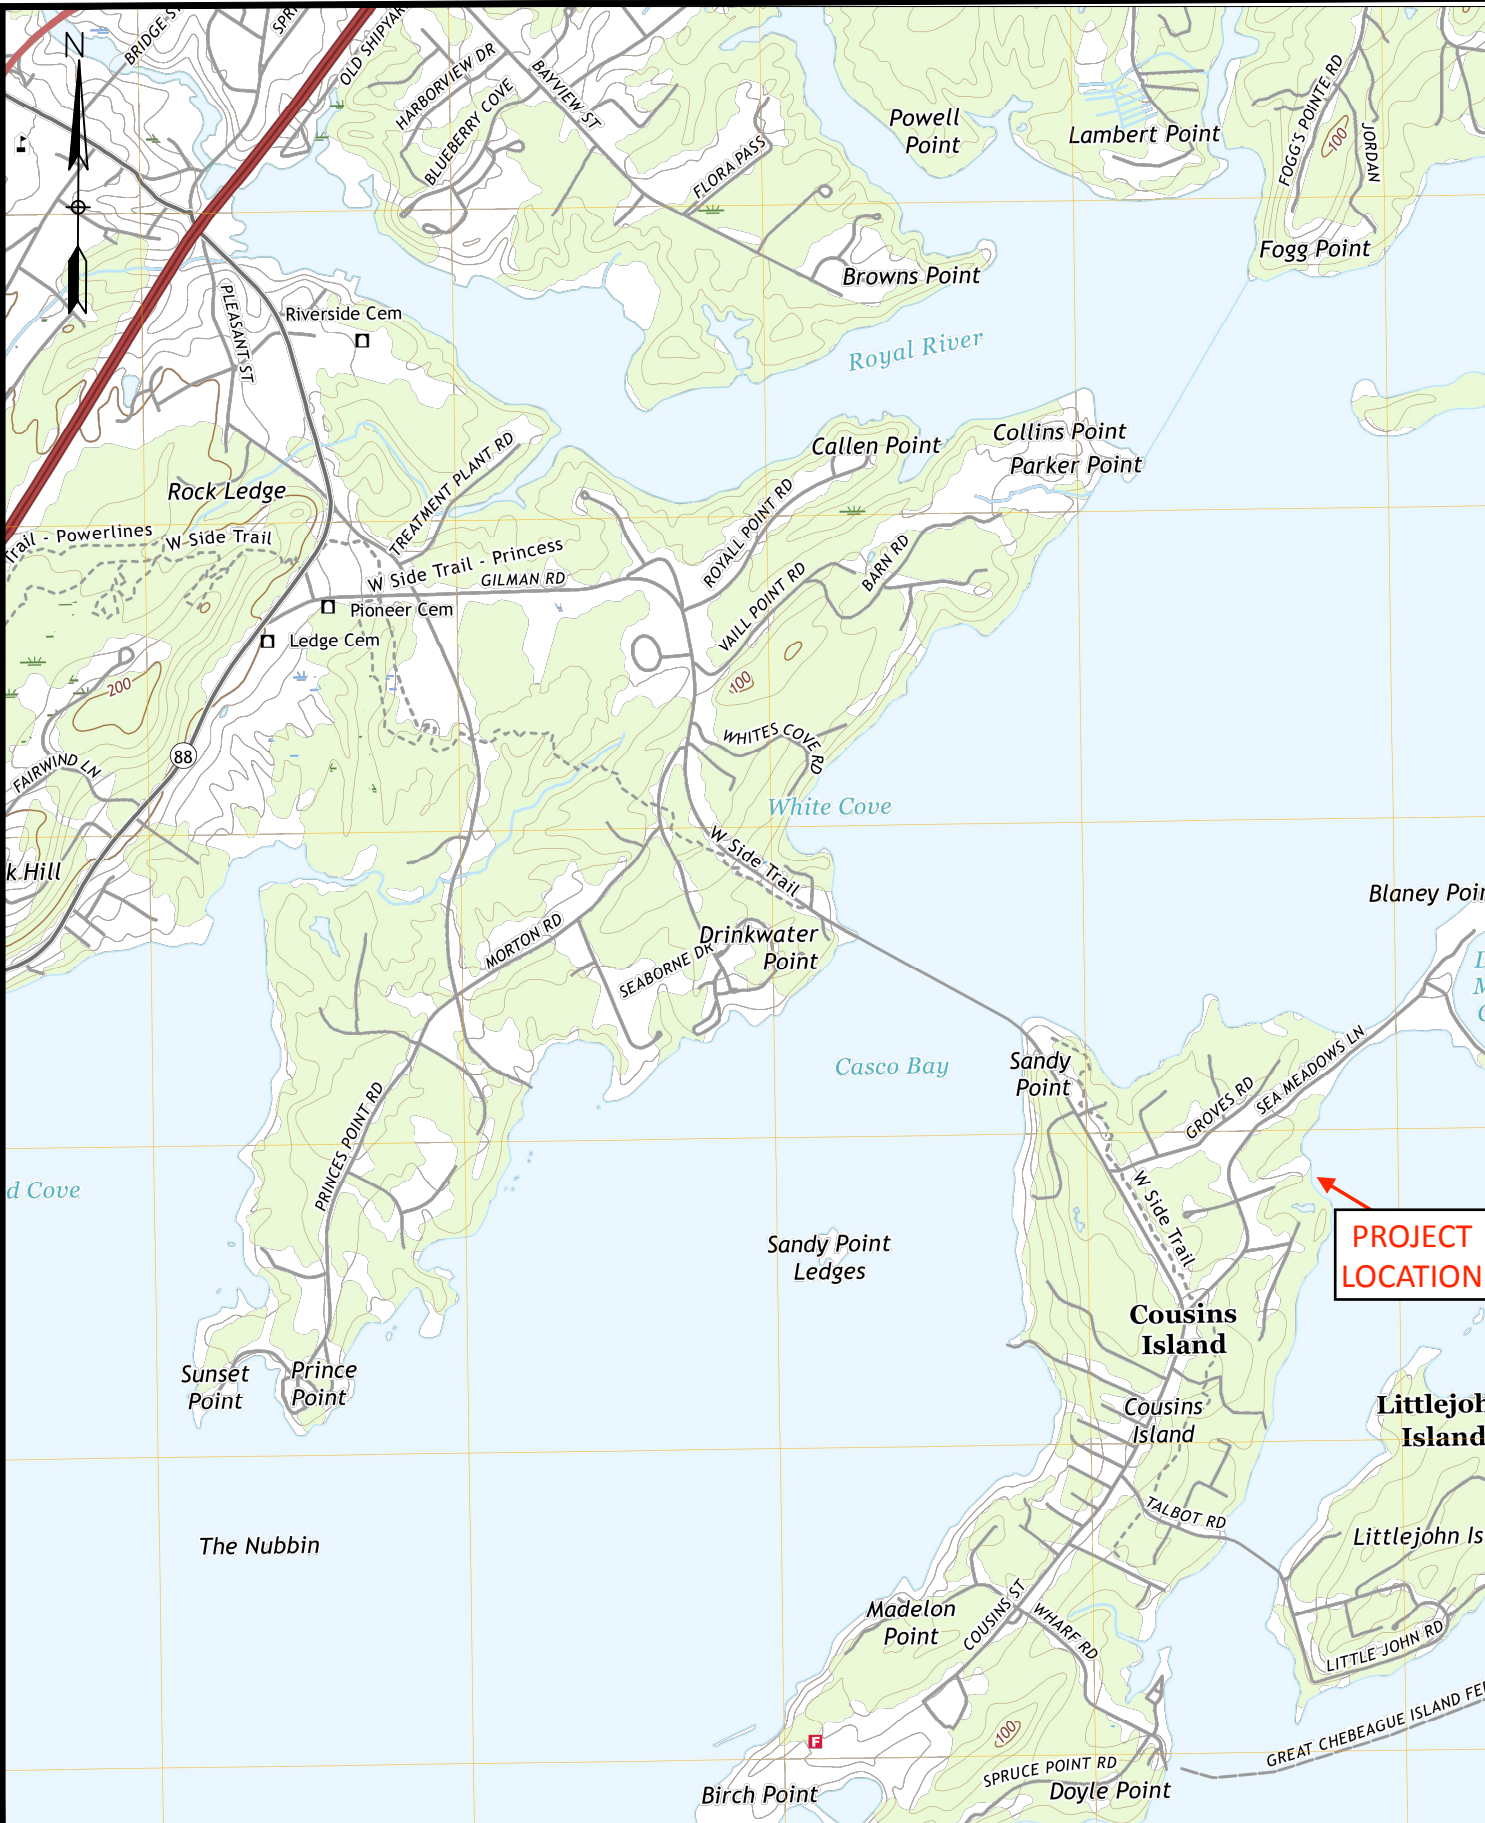 N
BRIDGE S
SPR
OLD SHIPYAR
HARBORVIEW DR
BLUEBERRY COVE
BAYVIEW ST
FLORA PASS
Powell
Point
Lambert Point
FOGG'S POINTE RD
100
JORDAN
Fogg Point
Browns Point
Royal River
PLEASANT ST
Riverside Cem
Callen Point
Collins Point
Parker Point
Rock Ledge
TREATMENT PLANT RD
Trail - Powerlines
W Side Trail
W Side Trail - Princess
GILMAN RD
ROYALL POINT RD
VAILL POINT RD
BARN RD
Pioneer Cem
Ledge Cem
200
100
88
FAIRWIND LN
WHITES COVE RD
White Cove
W Side Trail
k Hill
Blaney Poin
MORTON RD
SEABORNE DR
Drinkwater
Point
D
M
C
Casco Bay
Sandy
Point
GROVES RD
SEA MEADOWS LN
PRINCES POINT RD
W Side Trail
d Cove
PROJECT
LOCATION
Sandy Point
Ledges
Cousins
Island
Sunset
Point
Prince
Point
Cousins
Island
Littlejoh
Island
TALBOT RD
The Nubbin
Littlejohn Is
Madelon
Point
COUSINS ST
WHARF RD
LITTLE JOHN RD
GREAT CHEBEAGUE ISLAND FE
F
100
SPRUCE POINT RD
Birch Point
Doyle Point